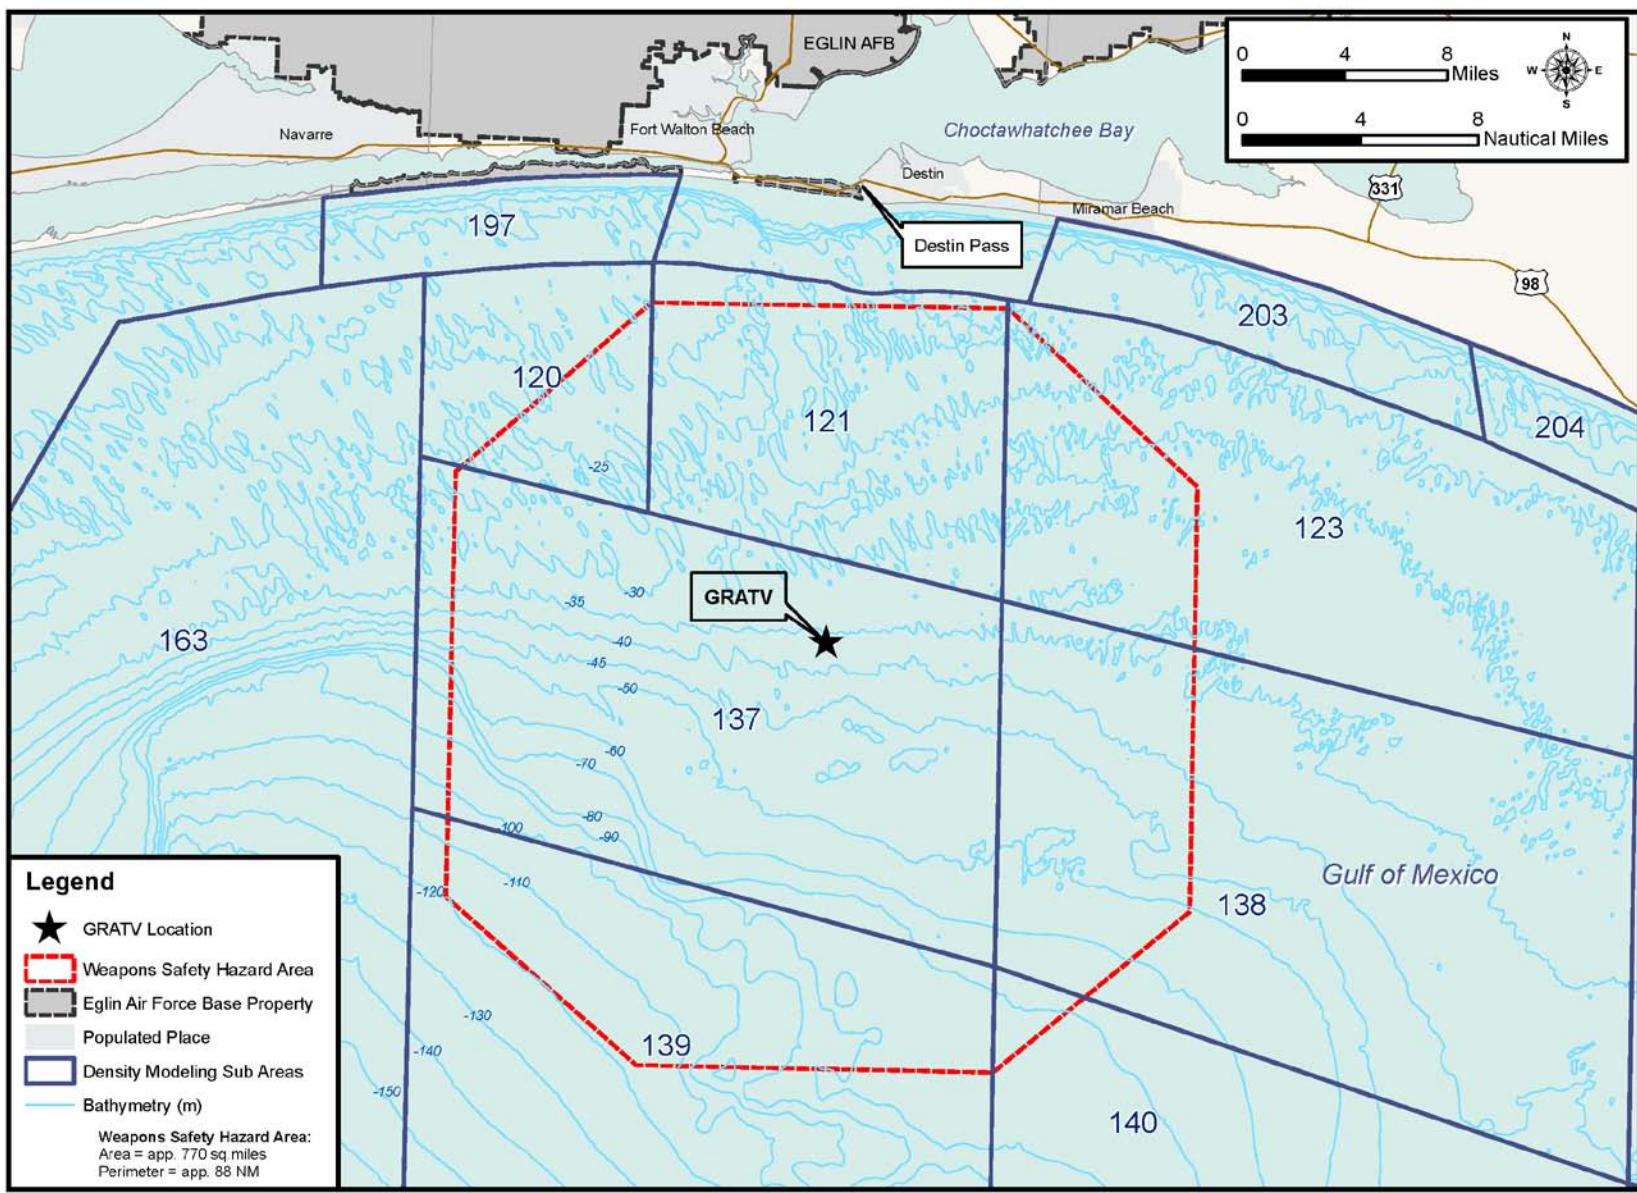 EGLIN AFB
0 4 8
Miles
N
W E
S
0 4 8
Nautical Miles
Navarre
Fort Walton Beach
Choctawhatchee Bay
Destin
331
Miramar Beach
197
Destin Pass
98
203
120
121
204
-25
123
GRATV
-30
-35
163
-40
-45
-50
137
-60
-70
-80
-100
-90
Gulf of Mexico
-110
-120
138
-130
139
-140
-150
140
Legend
GRATV Location
Weapons Safety Hazard Area
Eglin Air Force Base Property
Populated Place
Density Modeling Sub Areas
Bathymetry (m)
Weapons Safety Hazard Area:
Area = app. 770 sq.miles
Perimeter = app. 88 NM